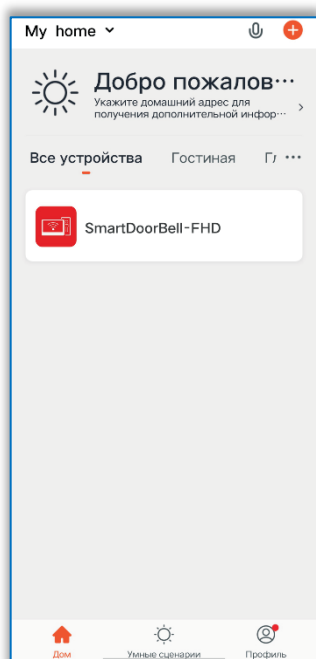 My home
Добро пожалов···
Укажите домашний адрес для
получения дополнительной инфор···
Все устройства Гостиная Гл ···
SmartDoorBell-FHD
Дом Умные сценарии Профиль